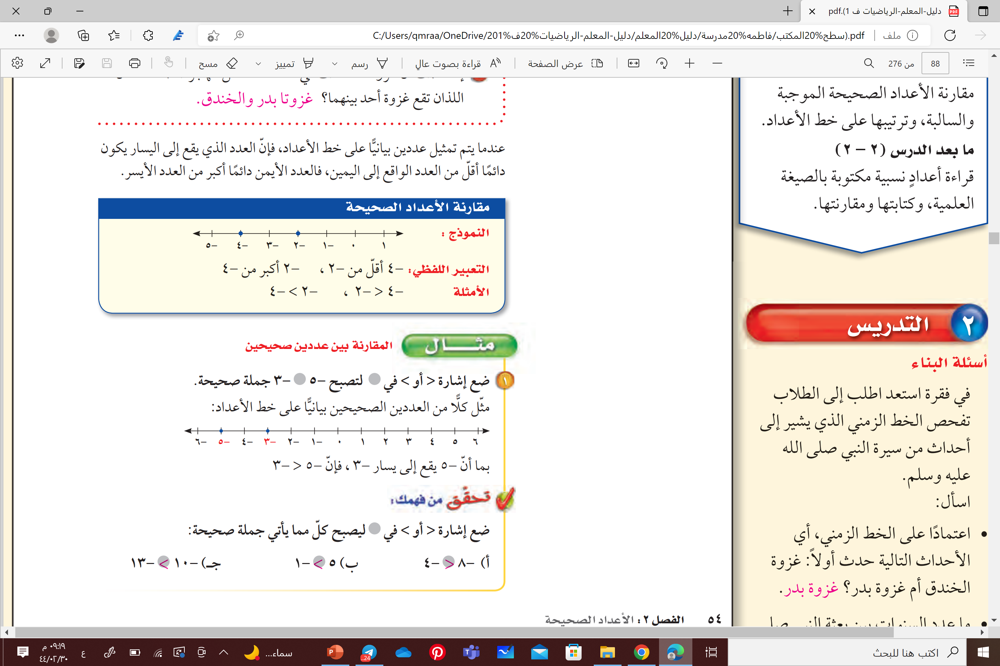 دليل-المعلم-الرياضيات ف 1).pdf
ملف
C:/Users/qmraa/OneDrive/201%ف20%دليل-المعلم-الرياضيات/دليل%20المعلم/فاطمه%20مدرسة/سطح%20المكتب).pdf
88
من 276
عرض الصفحة
قراءة بصوت عالٍ
رسم
تمييز
مسح
مقارنة الأعداد الصحيحة الموجبة
والسالبة، وترتيبها على خط الأعداد.
ما بعد الدرس (٢ – ٢)
قراءة أعدادٍ نسبية مكتوبة بالصيغة
العلمية، وكتابتها ومقارنتها.
٢ التدريس
أسئلة البناء
في فقرة استعد اطلب إلى الطلاب
تفحص الخط الزمني الذي يشير إلى
أحداث من سيرة النبي صلى الله
عليه وسلم.
اسأل:
• اعتمادًا على الخط الزمني، أي
الأحداث التالية حدث أولاً: غزوة
الخندق أم غزوة بدر؟ غزوة بدر.
اللذان تقع غزوة أحد بينهما؟ غزوتا بدر والخندق.
عندما يتم تمثيل عددين بيانيًّا على خط الأعداد، فإنّ العدد الذي يقع إلى اليسار يكون
دائمًا أقلّ من العدد الواقع إلى اليمين، فالعدد الأيمن دائمًا أكبر من العدد الأيسر.
مقارنة الأعداد الصحيحة
النموذج :
–٥ –٤ –٣ –٢ –١ ٠ ١
التعبير اللفظي: –٤ أقلّ من –٢ ، –٢ أكبر من –٤
الأمثلة –٤ < –٢ ، –٢ > –٤
مثـال المقارنة بين عددين صحيحين
١ ضع إشارة < أو > في لتصبح –٥ –٣ جملة صحيحة.
مثّل كلًّا من العددين الصحيحين بيانيًّا على خط الأعداد:
–٦ –٥ –٤ –٣ –٢ –١ ٠ ١ ٢ ٣ ٤ ٥ ٦
بما أنّ –٥ يقع إلى يسار –٣ ، فإنّ –٥ < –٣
تحقّق من فهمك:
ضع إشارة < أو > في ليصبح كلّ مما يأتي جملة صحيحة:
أ) –٨ < –٤ ب) ٥ > –١ جـ) –١٠ > –١٣
٥٤ الفصل ٢ : الأعداد الصحيحة
اكتب هنا للبحث
..24
سماء...
ع
٠٩:١٩ م
٤٤/٠٢/٣٠